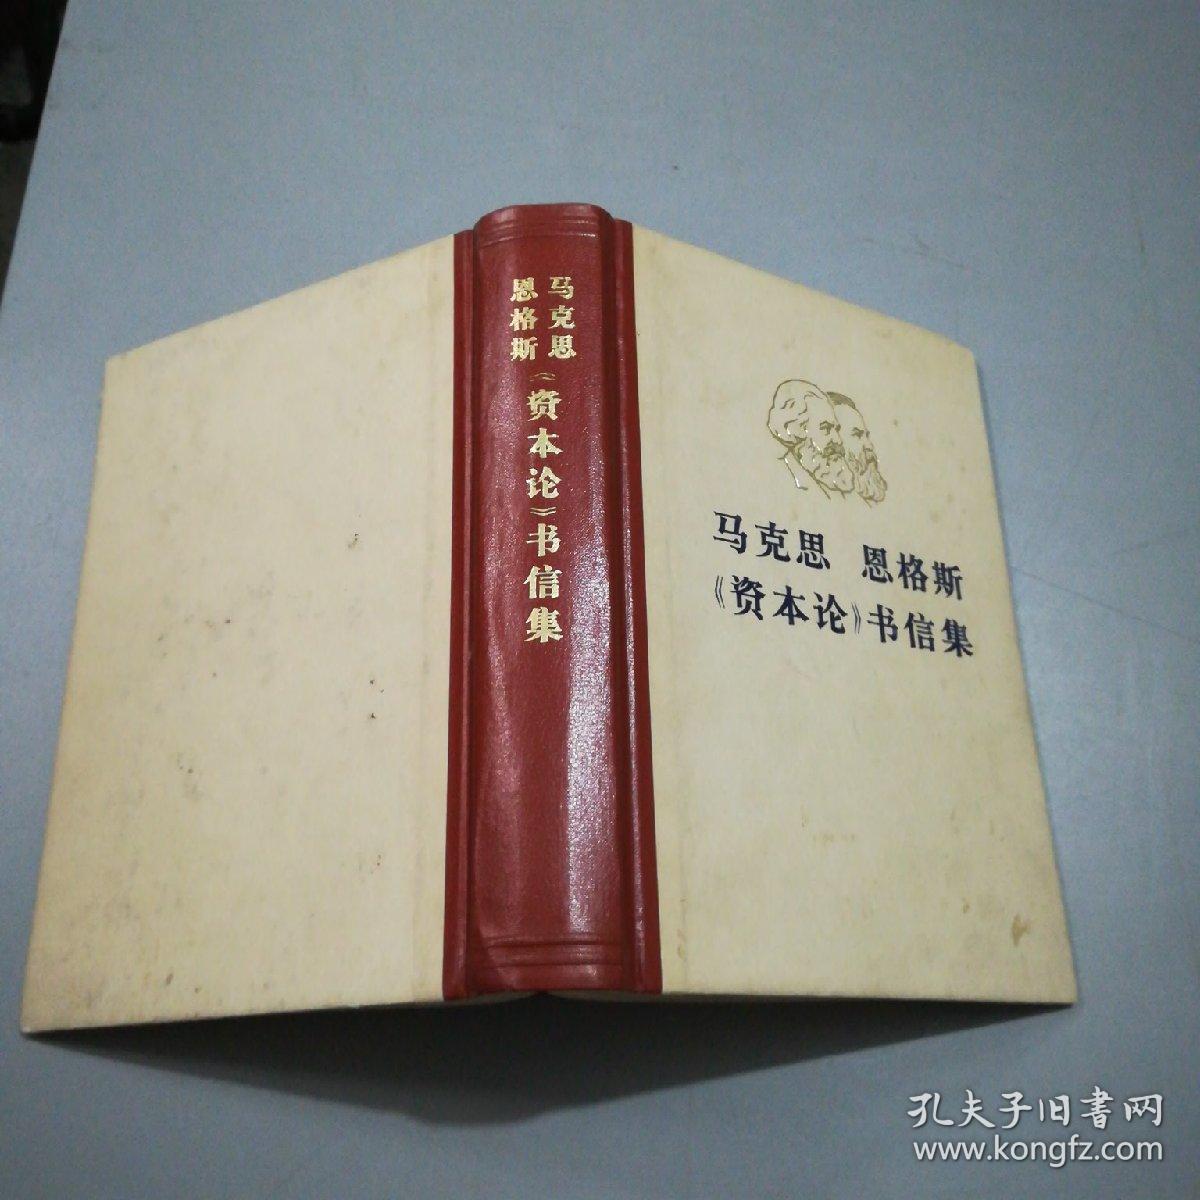 马克思
恩格斯
《资本论》书信集
马克思 恩格斯
《资本论》书信集
孔夫子旧書网
www.kongfz.com